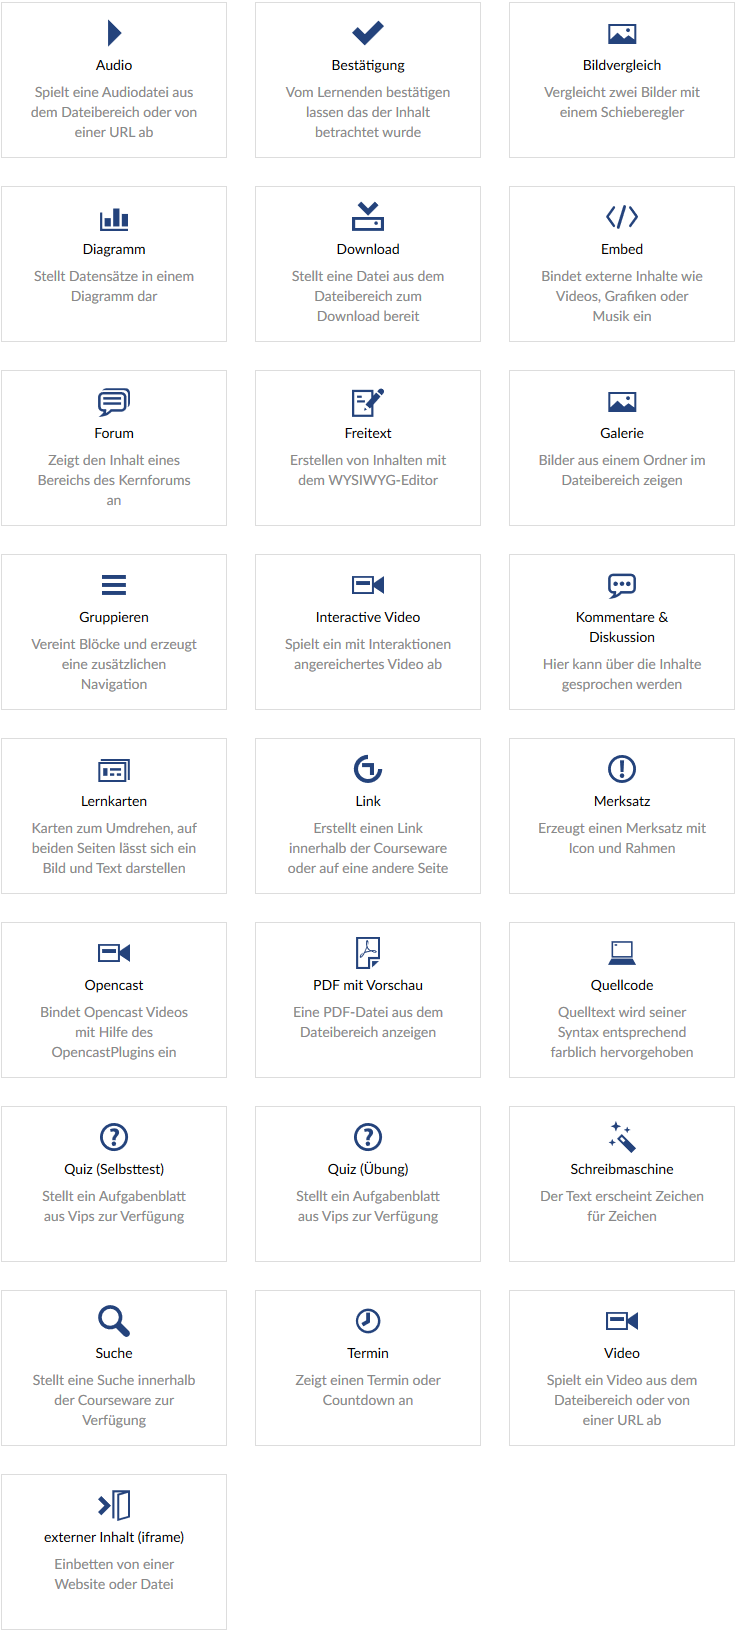 Audio
Spielt eine Audiodatei aus
dem Dateibereich oder von
einer URL ab
Bestätigung
Vom Lernenden bestätigen
lassen das der Inhalt
betrachtet wurde
Bildvergleich
Vergleicht zwei Bilder mit
einem Schieberegler
Diagramm
Stellt Datensätze in einem
Diagramm dar
Download
Stellt eine Datei aus dem
Dateibereich zum
Download bereit
Embed
Bindet externe Inhalte wie
Videos, Grafiken oder
Musik ein
Forum
Zeigt den Inhalt eines
Bereichs des Kernforums
an
Freitext
Erstellen von Inhalten mit
dem WYSIWYG-Editor
Galerie
Bilder aus einem Ordner im
Dateibereich zeigen
Gruppieren
Vereint Blöcke und erzeugt
eine zusätzlichen
Navigation
Interactive Video
Spielt ein mit Interaktionen
angereichertes Video ab
Kommentare &
Diskussion
Hier kann über die Inhalte
gesprochen werden
Lernkarten
Karten zum Umdrehen, auf
beiden Seiten lässt sich ein
Bild und Text darstellen
Link
Erstellt einen Link
innerhalb der Courseware
oder auf eine andere Seite
Merksatz
Erzeugt einen Merksatz mit
Icon und Rahmen
Opencast
Bindet Opencast Videos
mit Hilfe des
OpencastPlugins ein
PDF mit Vorschau
Eine PDF-Datei aus dem
Dateibereich anzeigen
Quellcode
Quelltext wird seiner
Syntax entsprechend
farblich hervorgehoben
Quiz (Selbsttest)
Stellt ein Aufgabenblatt
aus Vips zur Verfügung
Quiz (Übung)
Stellt ein Aufgabenblatt
aus Vips zur Verfügung
Schreibmaschine
Der Text erscheint Zeichen
für Zeichen
Suche
Stellt eine Suche innerhalb
der Courseware zur
Verfügung
Termin
Zeigt einen Termin oder
Countdown an
Video
Spielt ein Video aus dem
Dateibereich oder von
einer URL ab
externer Inhalt (iframe)
Einbetten von einer
Website oder Datei